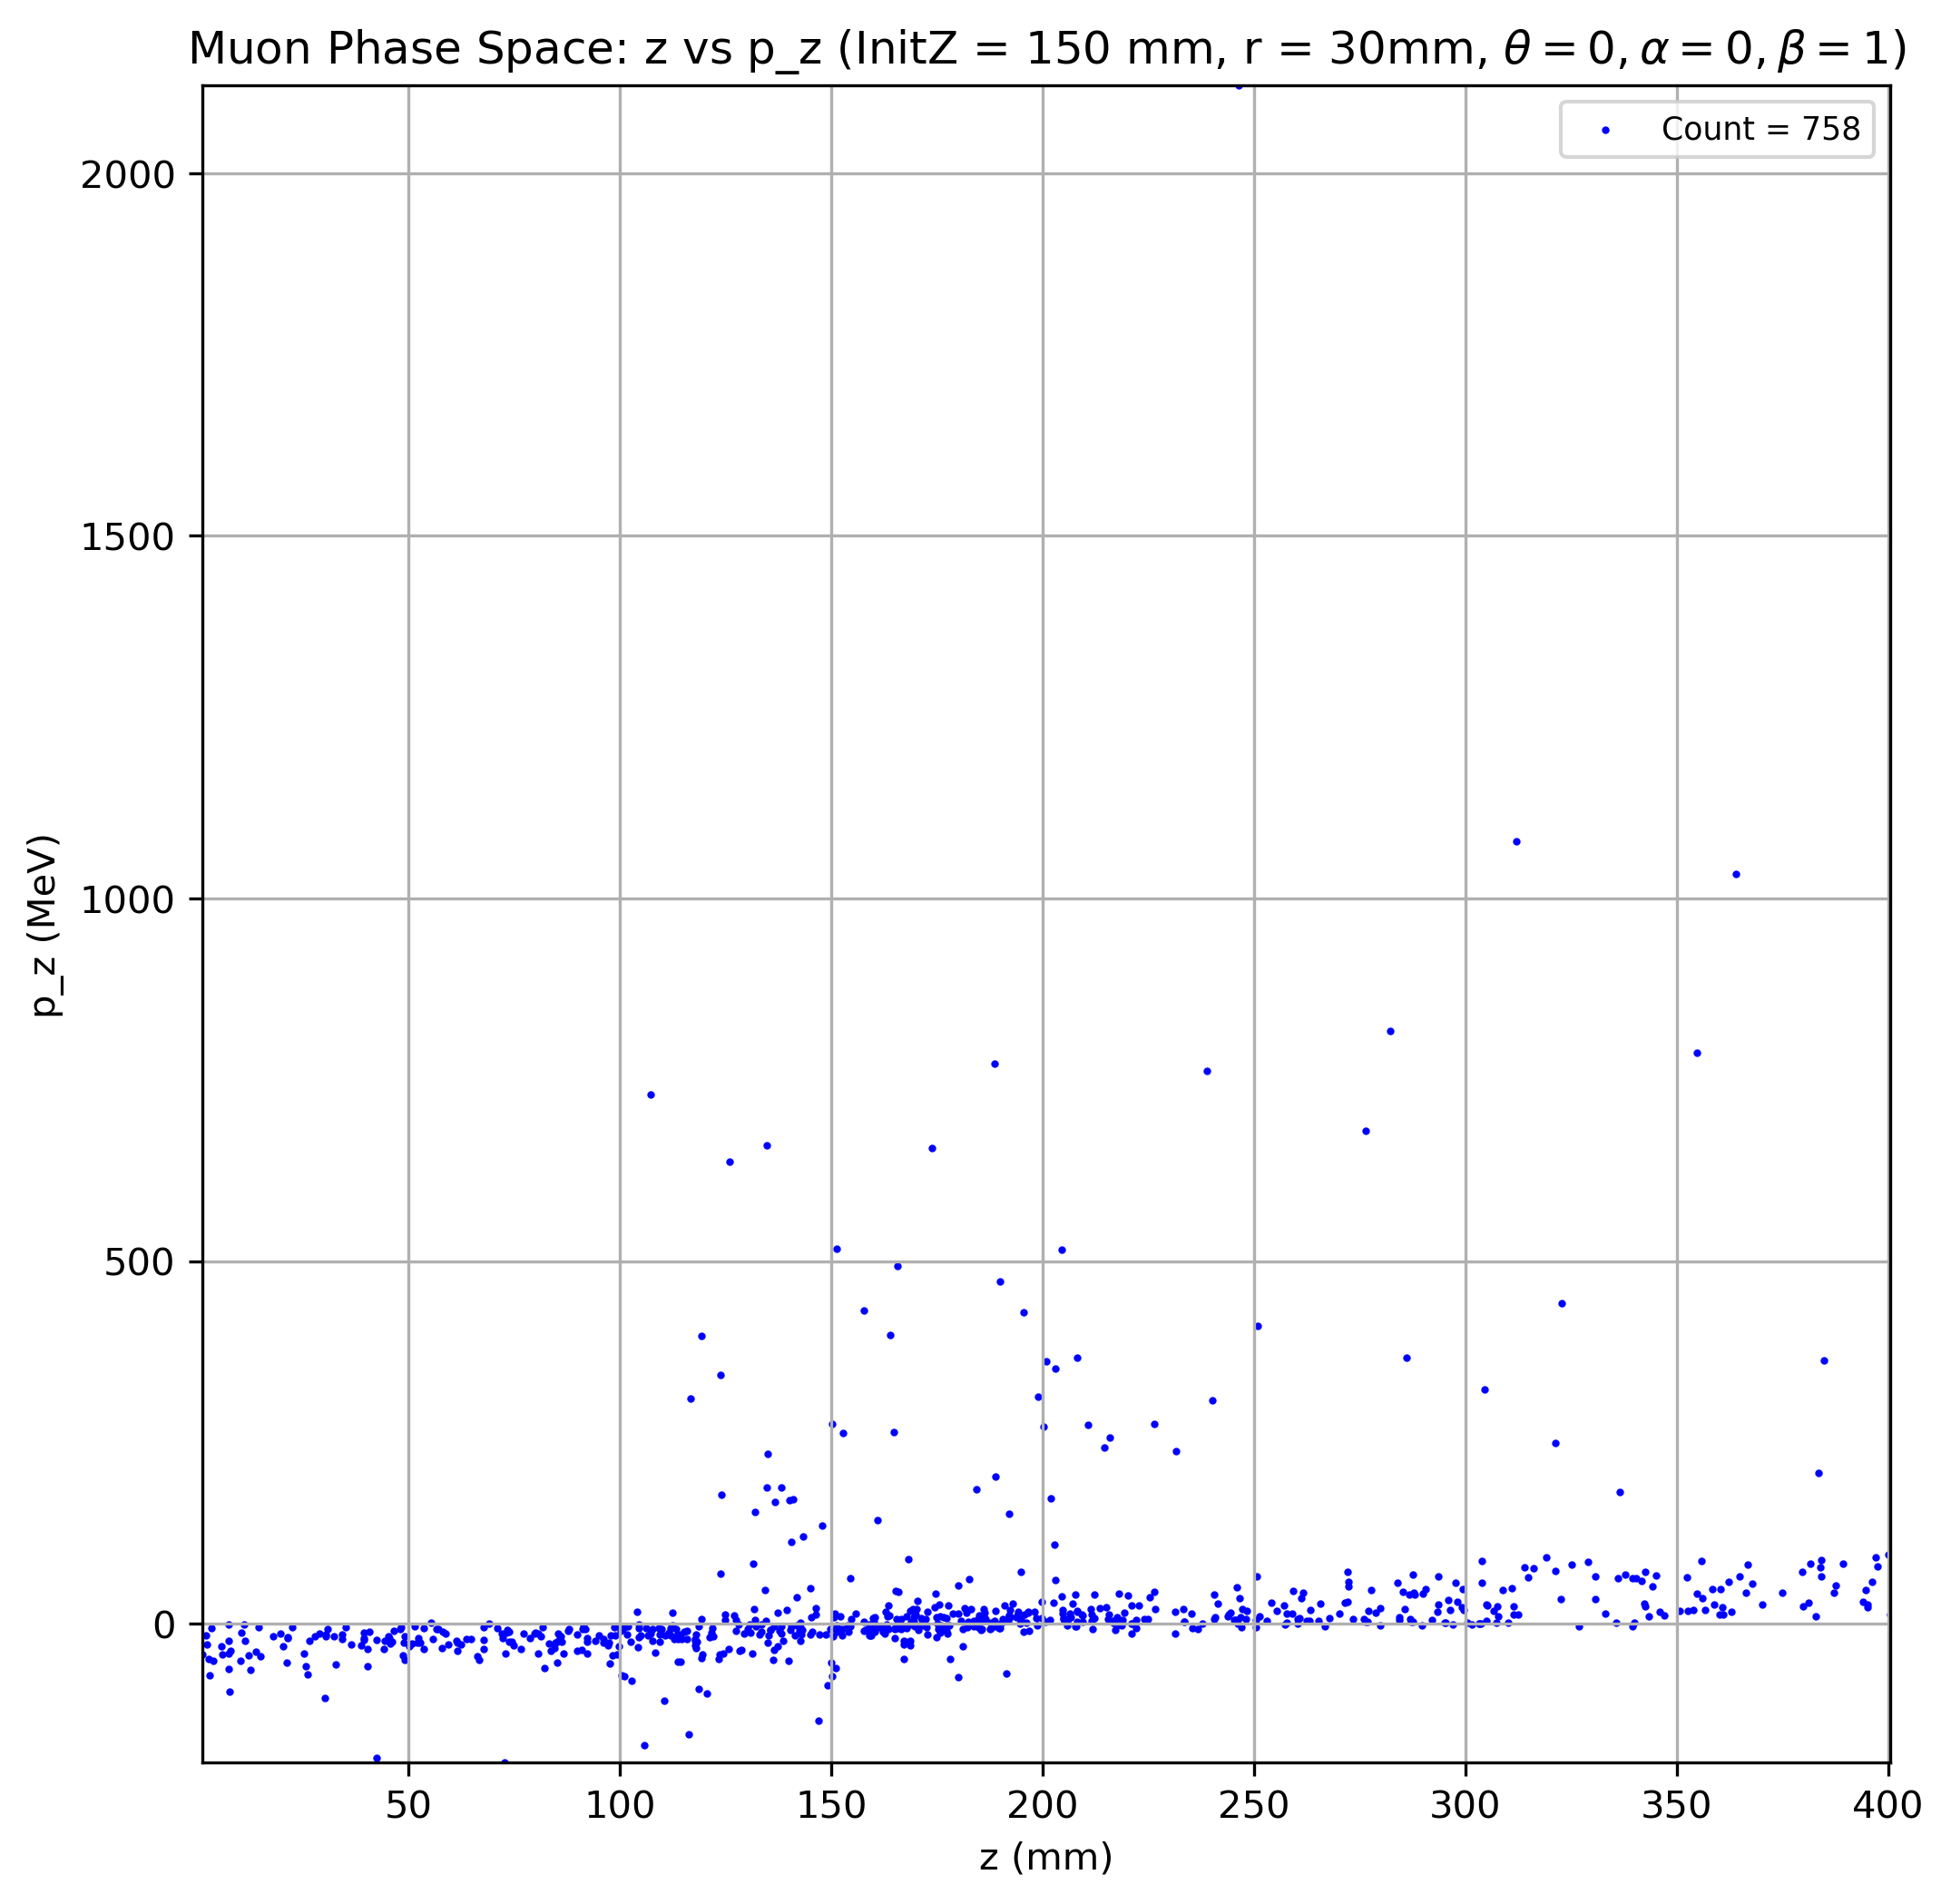 Muon Phase Space: z vs p_z (InitZ = 150 mm, r = 30mm, θ = 0, α = 0, β = 1)
Count = 758
2000
1500
1000
500
0
p_z (MeV)
50 100 150 200 250 300 350 400
z (mm)